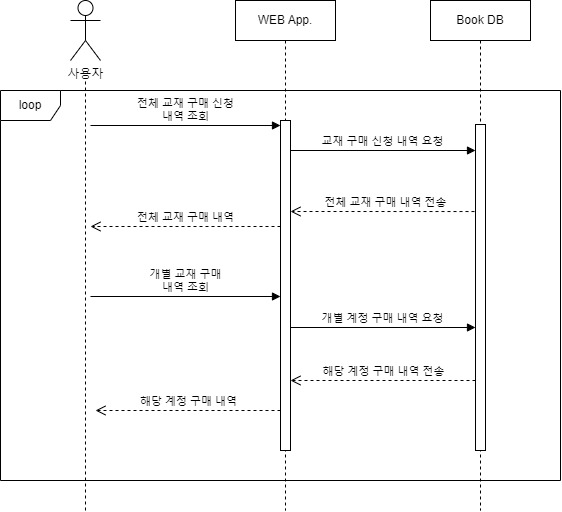 WEB App.
Book DB
사용자
loop
전체 교재 구매 신청
내역 조회
교재 구매 신청 내역 요청
전체 교재 구매 내역 전송
전체 교재 구매 내역
개별 교재 구매
내역 조회
개별 계정 구매 내역 요청
해당 계정 구매 내역 전송
해당 계정 구매 내역